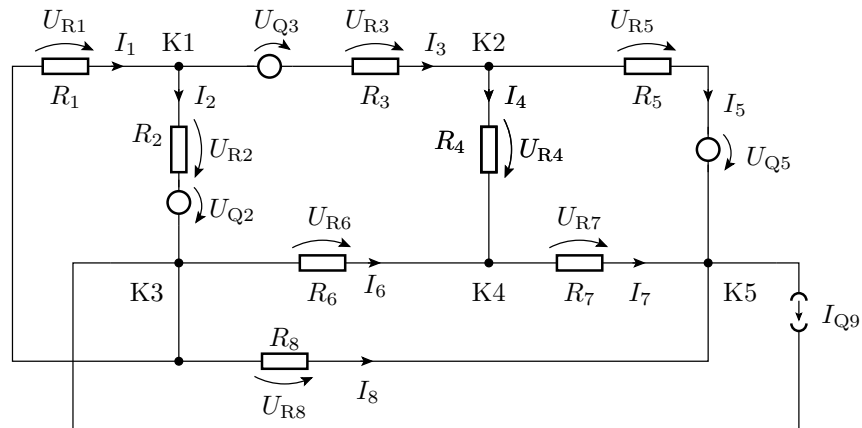 U_R1 I_1 K1 U_Q3 U_R3 I_3 K2 U_R5
R_1 R_3 R_5
I_2 I_4 I_5
R_2 U_R2 R_4 U_R4 U_Q5
U_Q2 U_R6 U_R7
K3 R_6 I_6 K4 R_7 I_7 K5 I_Q9
R_8
U_R8 I_8